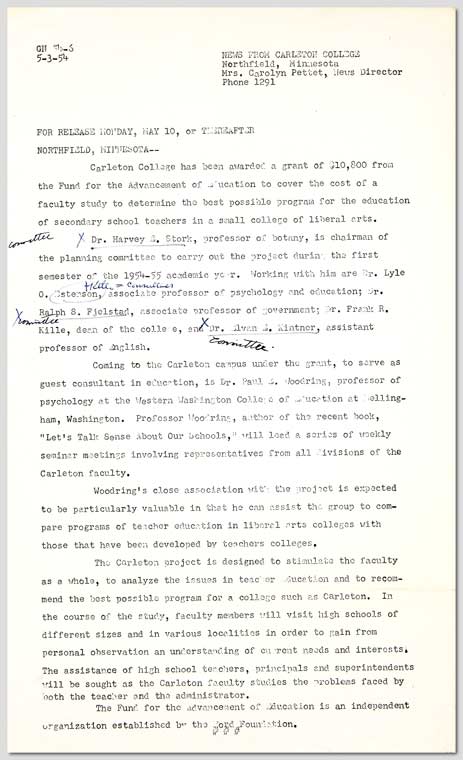 5-3-54
NEWS FROM CARLETON COLLEGE
Northfield, Minnesota
Mrs. Carolyn Pettet, News Director
Phone 1291
FOR RELEASE MONDAY, MAY 10, or THEREAFTER
NORTHFIELD, MINNESOTA--
Carleton College has been awarded a grant of $10,800 from
the Fund for the Advancement of Education to cover the cost of a
faculty study to determine the best possible program for the education
of secondary school teachers in a small college of liberal arts.
committee X Dr. Harvey E. Stork, professor of botany, is chairman of
the planning committee to carry out the project during the first
semester of the 1954-55 academic year. Working with him are Dr. Lyle
+Kille = Committees
O. Ostenson, associate professor of psychology and education; Dr.
X Ralph S. Fjelstad, associate professor of government; Dr. Frank R.
committee
Kille, dean of the college, and X Dr. Elvan E. Kintner, assistant
professor of English. committee.
Coming to the Carleton campus under the grant, to serve as
guest consultant in education, is Dr. Paul Woodring, professor of
psychology at the Western Washington College of Education at Belling-
ham, Washington. Professor Woodring, author of the recent book,
"Let's Talk Sense About Our Schools," will lead a series of weekly
seminar meetings involving representatives from all divisions of the
Carleton faculty.
Woodring's close association with the project is expected
to be particularly valuable in that he can assist the group to com-
pare programs of teacher education in liberal arts colleges with
those that have been developed by teachers colleges.
The Carleton project is designed to stimulate the faculty
as a whole, to analyze the issues in teacher education and to recom-
mend the best possible program for a college such as Carleton. In
the course of the study, faculty members will visit high schools of
different sizes and in various localities in order to gain from
personal observation an understanding of current needs and interests.
The assistance of high school teachers, principals and superintendents
will be sought as the Carleton faculty studies the problems faced by
both the teacher and the administrator.
The Fund for the Advancement of Education is an independent
organization established by the Ford Foundation.